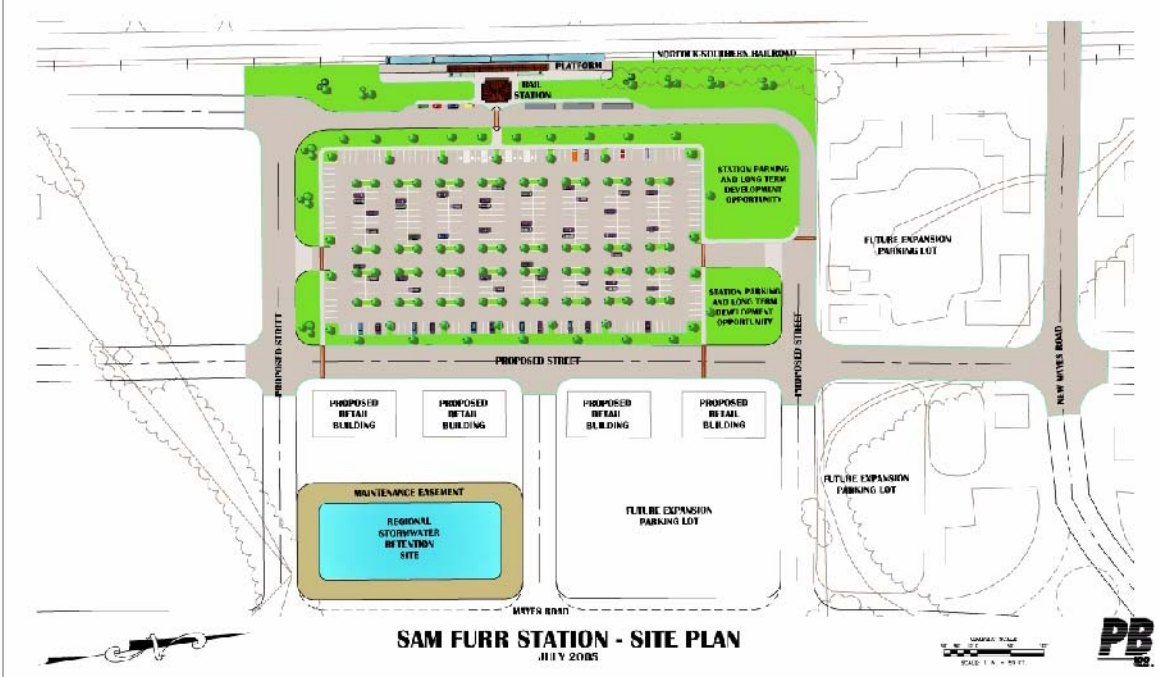 NORFOLK-SOUTHERN RAILROAD
PLATFORM
RAIL
STATION
STATION PARKING
AND LONG TERM
DEVELOPMENT
OPPORTUNITY
FUTURE EXPANSION
PARKING LOT
STATION PARKING
AND LONG TERM
DEVELOPMENT
OPPORTUNITY
PROPOSED STREET
PROPOSED STREET
PROPOSED STREET
NEW MAYES ROAD
PROPOSED
RETAIL
BUILDING
PROPOSED
RETAIL
BUILDING
PROPOSED
RETAIL
BUILDING
PROPOSED
RETAIL
BUILDING
MAINTENANCE EASEMENT
REGIONAL
STORMWATER
RETENTION
SITE
FUTURE EXPANSION
PARKING LOT
FUTURE EXPANSION
PARKING LOT
MAYES ROAD
SAM FURR STATION - SITE PLAN
JULY 2005
GRAPHIC SCALE
PB